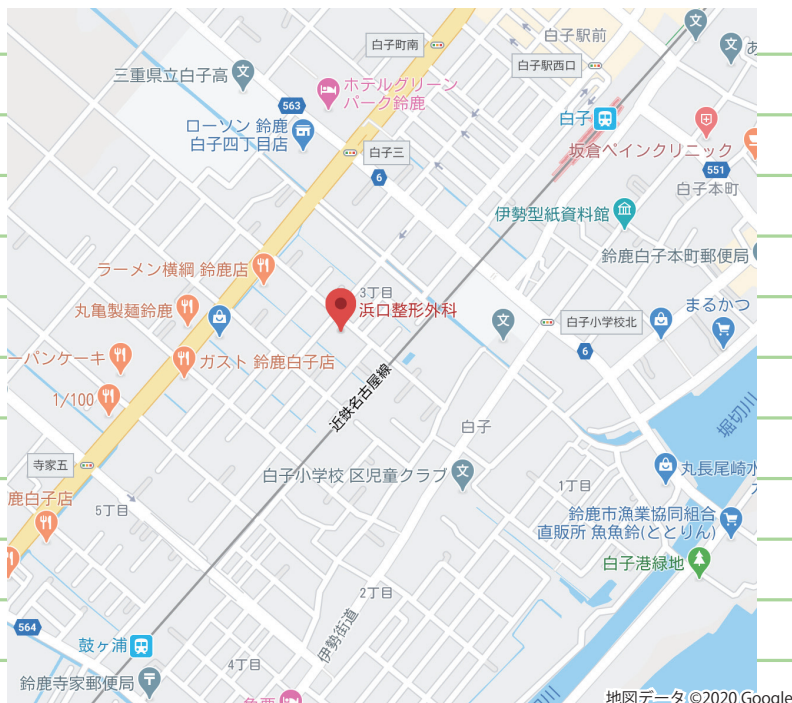 白子駅前
白子町南
あ
白子駅西口
三重県立白子高
ホテルグリーン
パーク鈴鹿
563
ローソン 鈴鹿
白子四丁目店
白子
坂倉ペインクリニック
白子三
551
6
白子本町
伊勢型紙資料館
鈴鹿白子本町郵便局
ラーメン横綱 鈴鹿店
3丁目
浜口整形外科
丸亀製麺鈴鹿
まるかつ
白子小学校北
ーパンケーキ
ガスト 鈴鹿白子店
6
近鉄名古屋線
1/100
堀切川
白子
寺家五
白子小学校 区児童クラブ
丸長尾崎水
1丁目
鹿白子店
5丁目
鈴鹿市漁業協同組合
直販所 魚魚鈴(ととりん)
白子港緑地
2丁目
伊勢街道
564
鼓ヶ浦
4丁目
鈴鹿寺家郵便局
切川
地図データ ©2020 Google